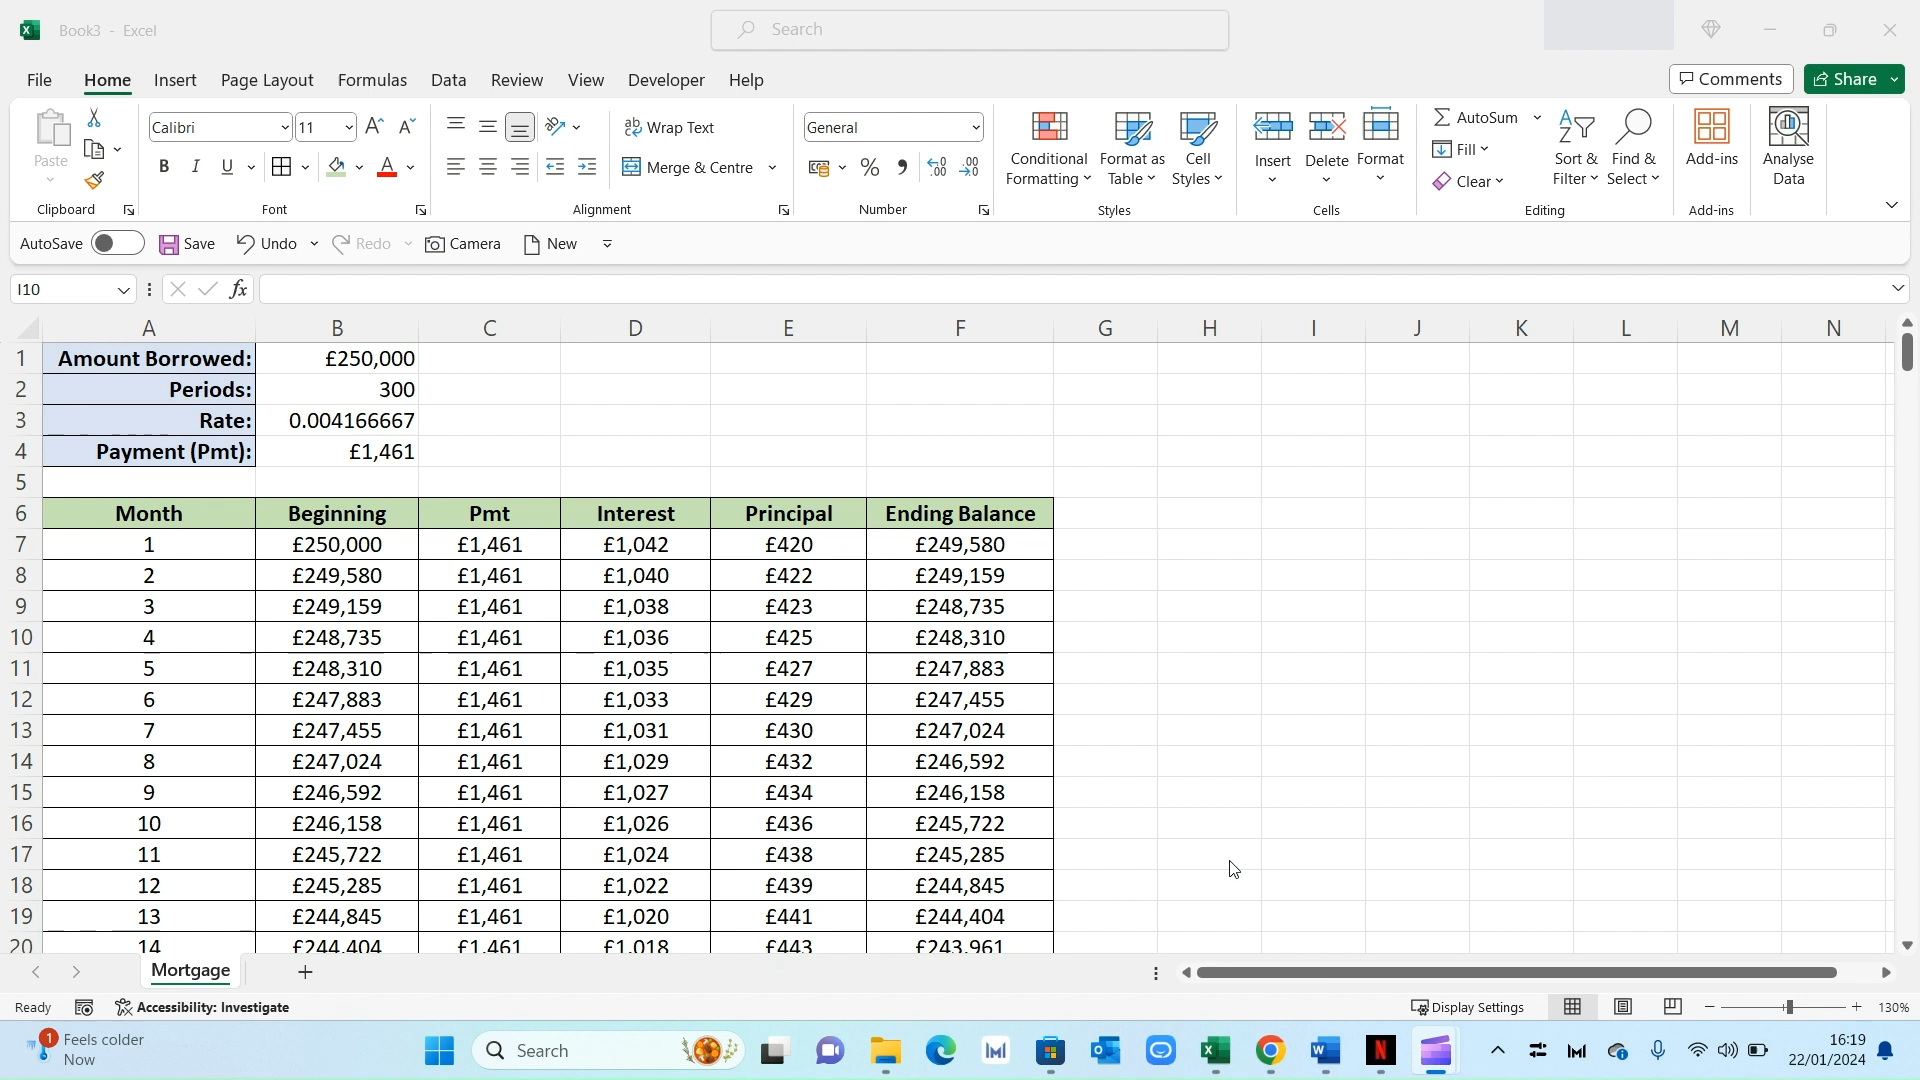 Book3 - Excel
Search
File Home Insert Page Layout Formulas Data Review View Developer Help
Comments Share
Paste
Calibri 11
Wrap Text
General
Conditional Formatting
Format as Table
Cell Styles
Insert Delete Format
AutoSum
Fill
Clear
Sort & Filter
Find & Select
Add-ins
Analyse Data
B I U A
Merge & Centre
%
Clipboard Font Alignment Number Styles Cells Editing Add-ins
AutoSave Save Undo Redo Camera New
I10 fx
A B C D E F G H I J K L M N
1 Amount Borrowed: £250,000
2 Periods: 300
3 Rate: 0.004166667
4 Payment (Pmt): £1,461
5
6 Month Beginning Pmt Interest Principal Ending Balance
7 1 £250,000 £1,461 £1,042 £420 £249,580
8 2 £249,580 £1,461 £1,040 £422 £249,159
9 3 £249,159 £1,461 £1,038 £423 £248,735
10 4 £248,735 £1,461 £1,036 £425 £248,310
11 5 £248,310 £1,461 £1,035 £427 £247,883
12 6 £247,883 £1,461 £1,033 £429 £247,455
13 7 £247,455 £1,461 £1,031 £430 £247,024
14 8 £247,024 £1,461 £1,029 £432 £246,592
15 9 £246,592 £1,461 £1,027 £434 £246,158
16 10 £246,158 £1,461 £1,026 £436 £245,722
17 11 £245,722 £1,461 £1,024 £438 £245,285
18 12 £245,285 £1,461 £1,022 £439 £244,845
19 13 £244,845 £1,461 £1,020 £441 £244,404
20 14 £244,404 £1,461 £1,018 £443 £243,961
Mortgage
Ready Accessibility: Investigate Display Settings 130%
1 Feels colder
Now
Search
16:19
22/01/2024